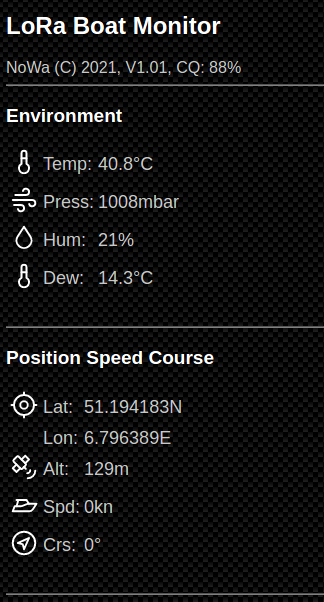 LoRa Boat Monitor
NoWa (C) 2021, V1.01, CQ: 88%
Environment
Temp: 40.8°C
Press: 1008mbar
Hum: 21%
Dew: 14.3°C
Position Speed Course
Lat: 51.194183N
Lon: 6.796389E
Alt: 129m
Spd: 0kn
Crs: 0°